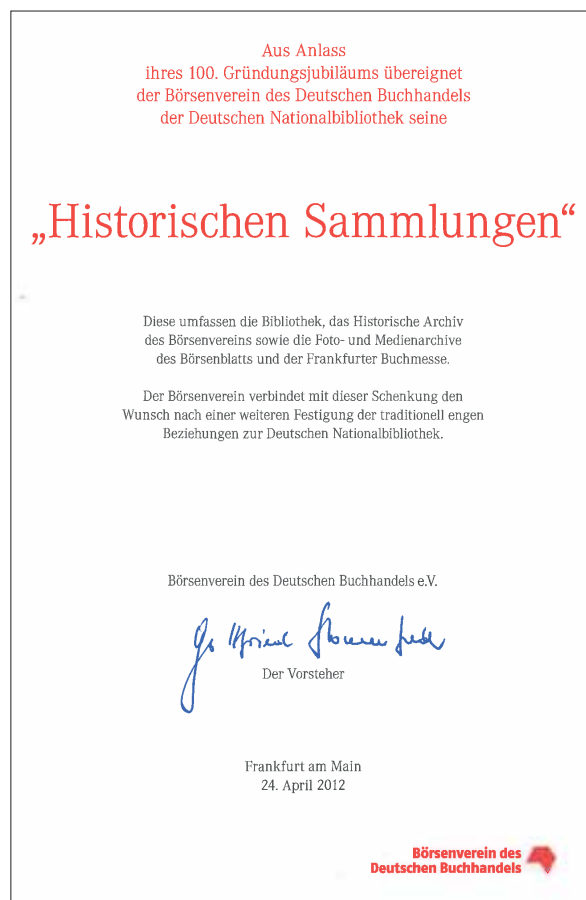 Aus Anlass
ihres 100. Gründungsjubiläums übereignet
der Börsenverein des Deutschen Buchhandels
der Deutschen Nationalbibliothek seine
„Historischen Sammlungen“
Diese umfassen die Bibliothek, das Historische Archiv
des Börsenvereins sowie die Foto- und Medienarchive
des Börsenblatts und der Frankfurter Buchmesse.
Der Börsenverein verbindet mit dieser Schenkung den
Wunsch nach einer weiteren Festigung der traditionell engen
Beziehungen zur Deutschen Nationalbibliothek.
Börsenverein des Deutschen Buchhandels e.V.
Der Vorsteher
Frankfurt am Main
24. April 2012
Börsenverein des
Deutschen Buchhandels